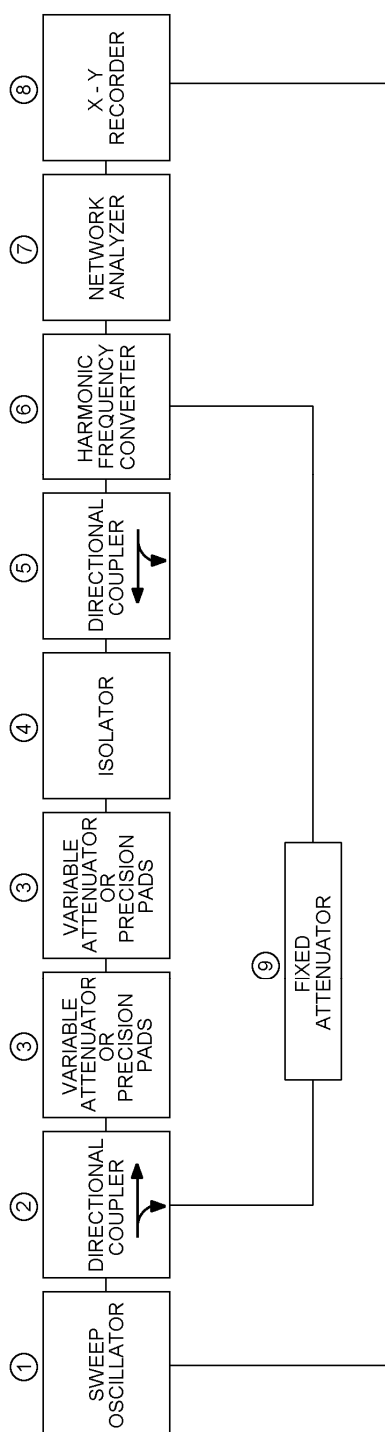 ①
SWEEP
OSCILLATOR
②
DIRECTIONAL
COUPLER
③
VARIABLE
ATTENUATOR
OR
PRECISION
PADS
③
VARIABLE
ATTENUATOR
OR
PRECISION
PADS
④
ISOLATOR
⑤
DIRECTIONAL
COUPLER
⑥
HARMONIC
FREQUENCY
CONVERTER
⑦
NETWORK
ANALYZER
⑧
X - Y
RECORDER
⑨
FIXED
ATTENUATOR